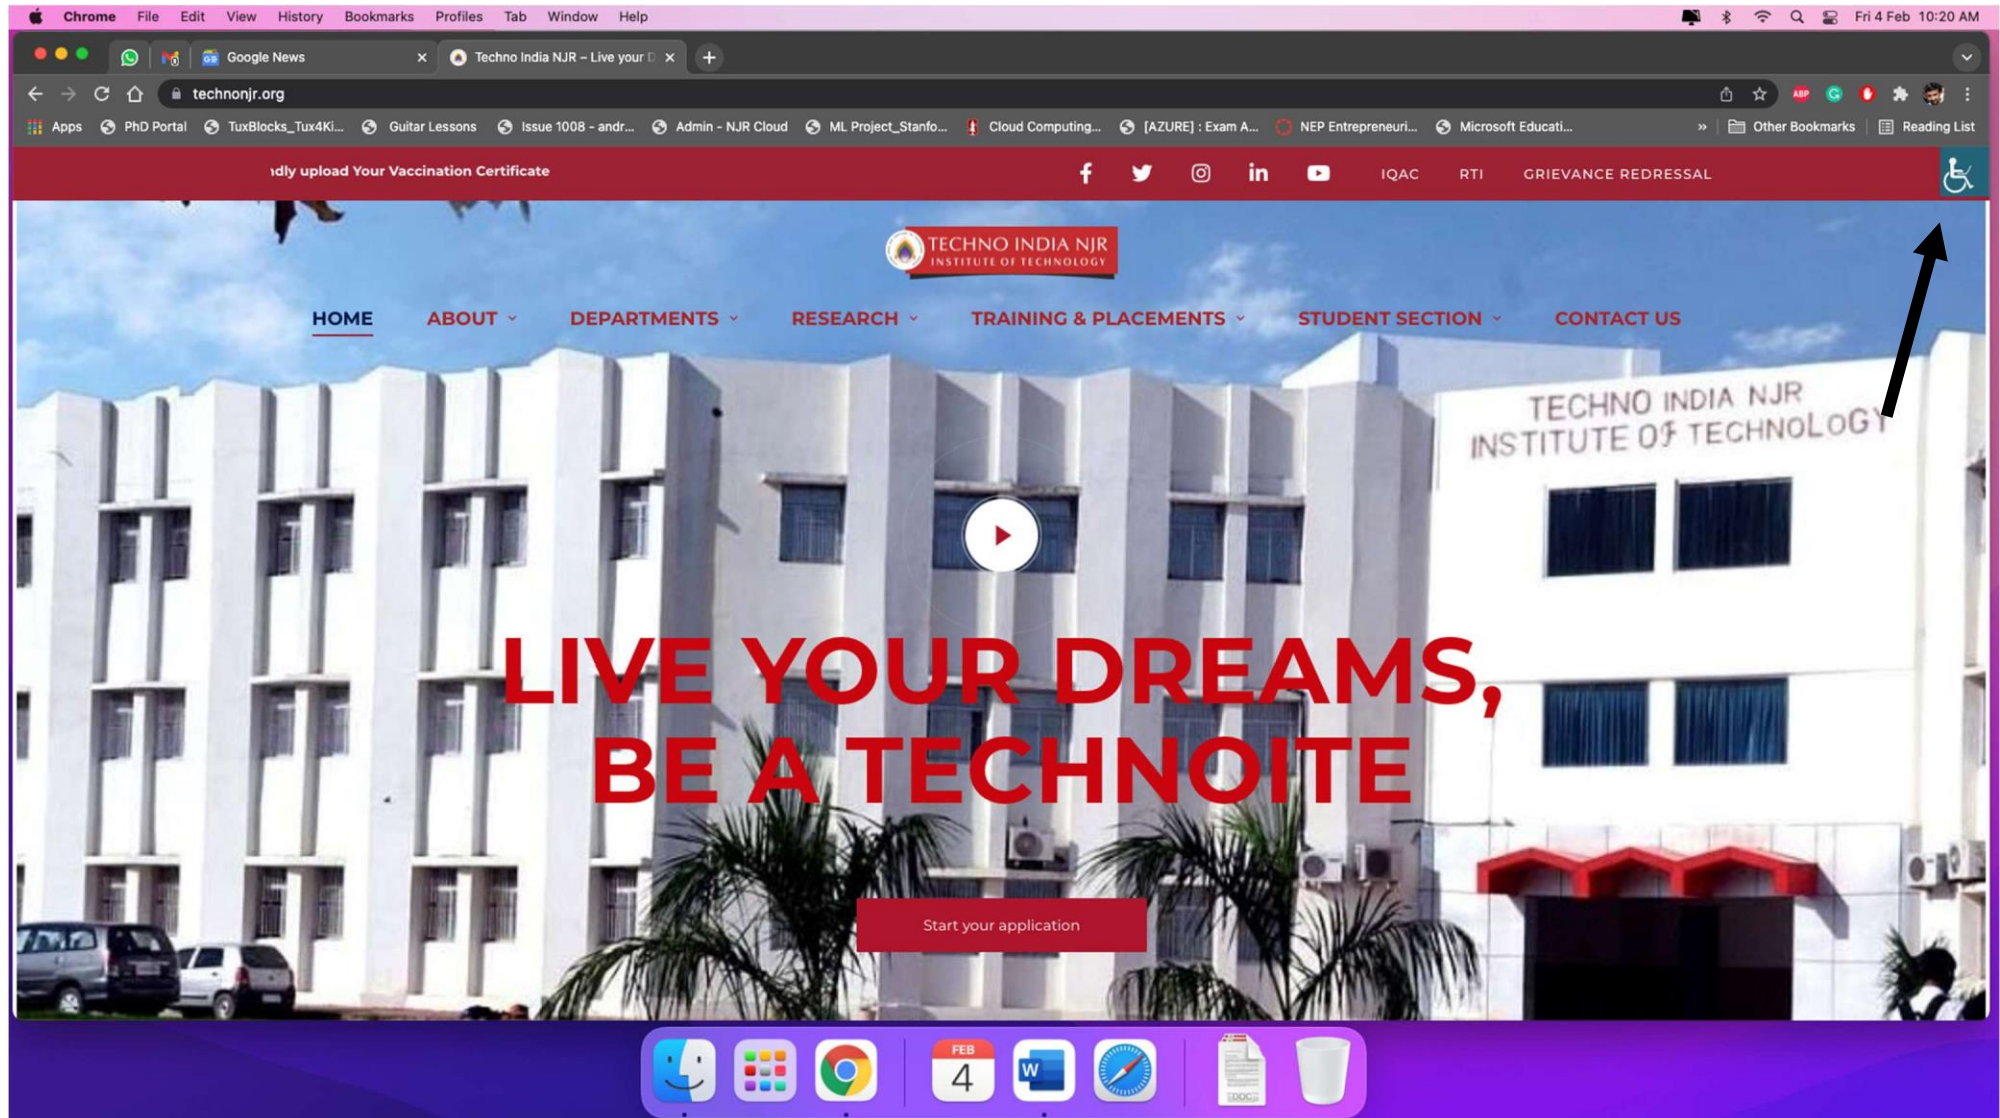 Chrome File Edit View History Bookmarks Profiles Tab Window Help Fri 4 Feb 10:20 AM
Google News Techno India NJR – Live your D
technonjr.org ABP
Apps PhD Portal TuxBlocks_Tux4Ki... Guitar Lessons Issue 1008 - andr... Admin - NJR Cloud ML Project_Stanfo... Cloud Computing... [AZURE] : Exam A... NEP Entrepreneuri... Microsoft Educati... » Other Bookmarks Reading List
dly upload Your Vaccination Certificate IQAC RTI GRIEVANCE REDRESSAL
TECHNO INDIA NJR
INSTITUTE OF TECHNOLOGY
HOME ABOUT DEPARTMENTS RESEARCH TRAINING & PLACEMENTS STUDENT SECTION CONTACT US
TECHNO INDIA NJR
INSTITUTE OF TECHNOLOGY
LIVE YOUR DREAMS,
BE A TECHNOITE
Start your application
FEB
4
W
DOC